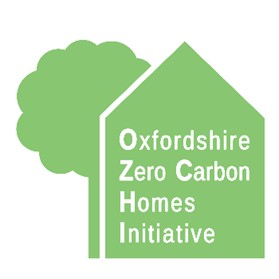 Oxfordshire
Zero Carbon
Homes
Initiative